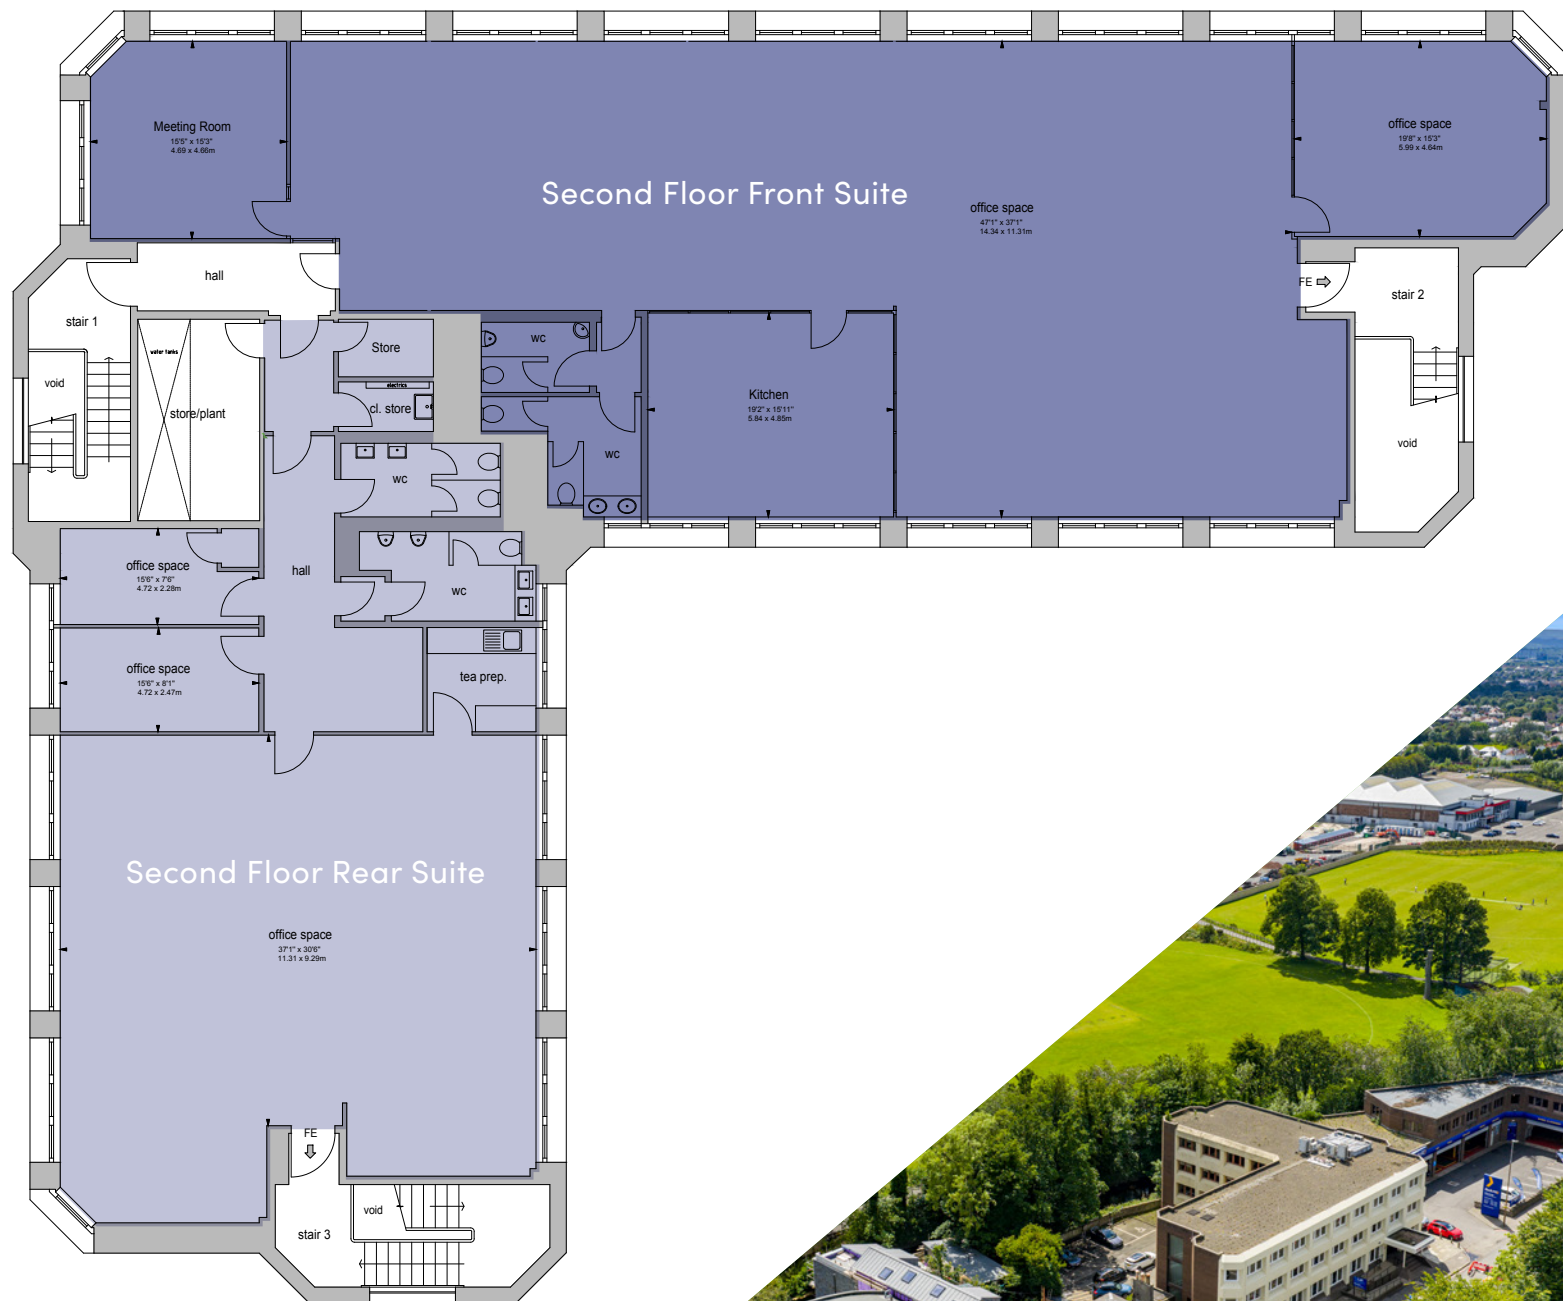 Meeting Room
15'5" x 15'3"
4.69 x 4.66m
office space
19'8" x 15'3"
5.99 x 4.64m
Second Floor Front Suite
office space
47'1" x 37'1"
14.34 x 11.31m
hall
FE
stair 2
stair 1
water tanks
wc
Store
void
electrics
Kitchen
19'2" x 15'11"
5.84 x 4.85m
cl. store
store/plant
void
wc
wc
office space
15'6" x 7'6"
4.72 x 2.28m
hall
wc
office space
15'6" x 8'1"
4.72 x 2.47m
tea prep.
Second Floor Rear Suite
office space
37'1" x 30'6"
11.31 x 9.29m
FE
void
stair 3